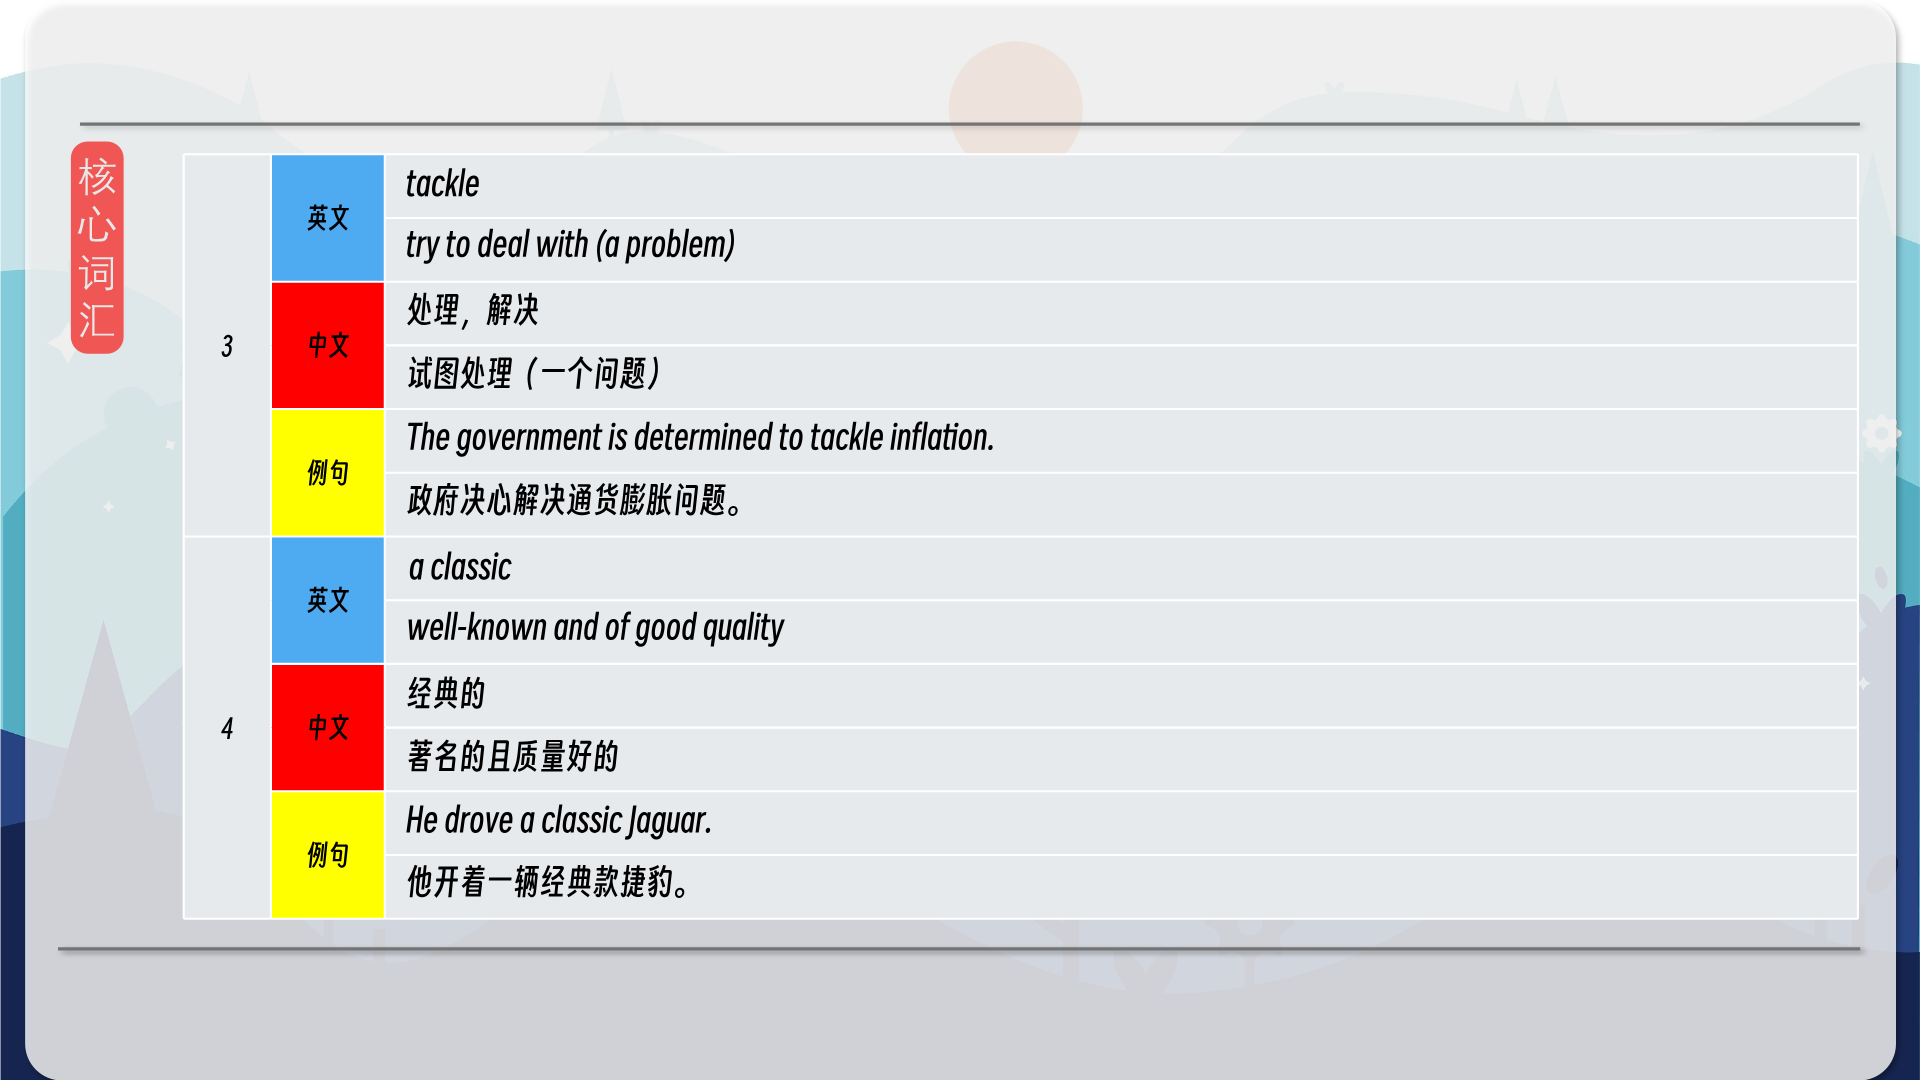 核心词汇
3
英文
tackle
try to deal with (a problem)
中文
处理，解决
试图处理（一个问题）
例句
The government is determined to tackle inflation.
政府决心解决通货膨胀问题。
4
英文
a classic
well-known and of good quality
中文
经典的
著名的且质量好的
例句
He drove a classic Jaguar.
他开着一辆经典款捷豹。